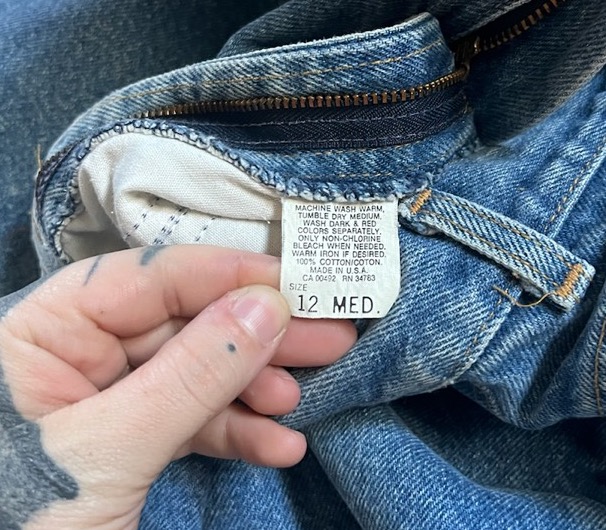 MACHINE WASH WARM,
TUMBLE DRY MEDIUM.
WASH DARK & RED
COLORS SEPARATELY,
ONLY NON-CHLORINE
BLEACH WHEN NEEDED.
WARM IRON IF DESIRED.
100% COTTON/COTON.
MADE IN U.S.A.
CA 00492 RN 34763
SIZE
12 MED.